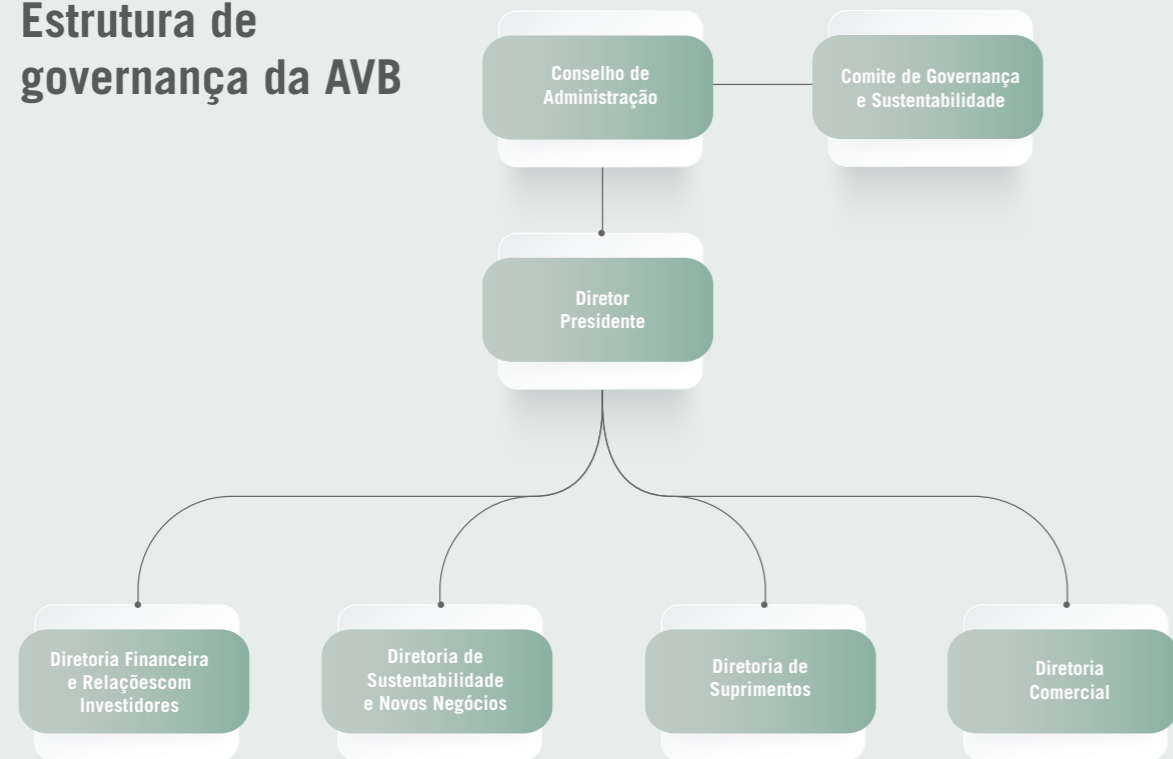 Estrutura de
governança da AVB
Conselho de
Administração
Comite de Governança
e Sustentabilidade
Diretor
Presidente
Diretoria Financeira
e Relaçõescom
Investidores
Diretoria de
Sustentabilidade
e Novos Negócios
Diretoria de
Suprimentos
Diretoria
Comercial